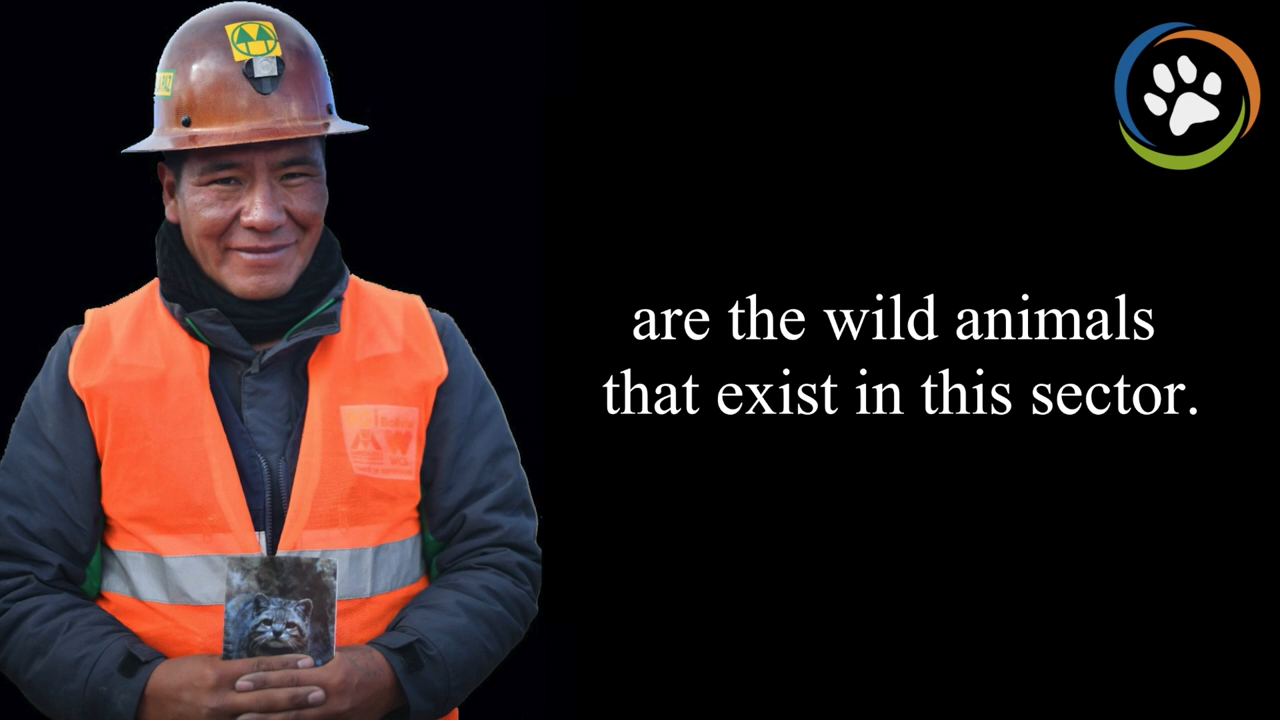 are the wild animals
that exist in this sector.